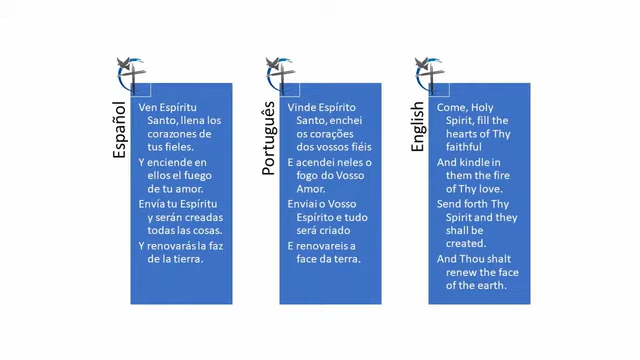 Español
Ven Espíritu
Santo, llena los
corazones de
tus fieles.
Y enciende en
ellos el fuego
de tu amor.
Envía tu Espíritu
y serán creadas
todas las cosas.
Y renovarás la faz
de la tierra.
Português
Vinde Espírito
Santo, enchei
os corações
dos vossos fiéis
E acendei neles o
fogo do Vosso
Amor.
Enviai o Vosso
Espírito e tudo
será criado
E renovareis a
face da terra.
English
Come, Holy
Spirit, fill the
hearts of Thy
faithful
And kindle in
them the fire
of Thy love.
Send forth Thy
Spirit and they
shall be
created.
And Thou shalt
renew the face
of the earth.